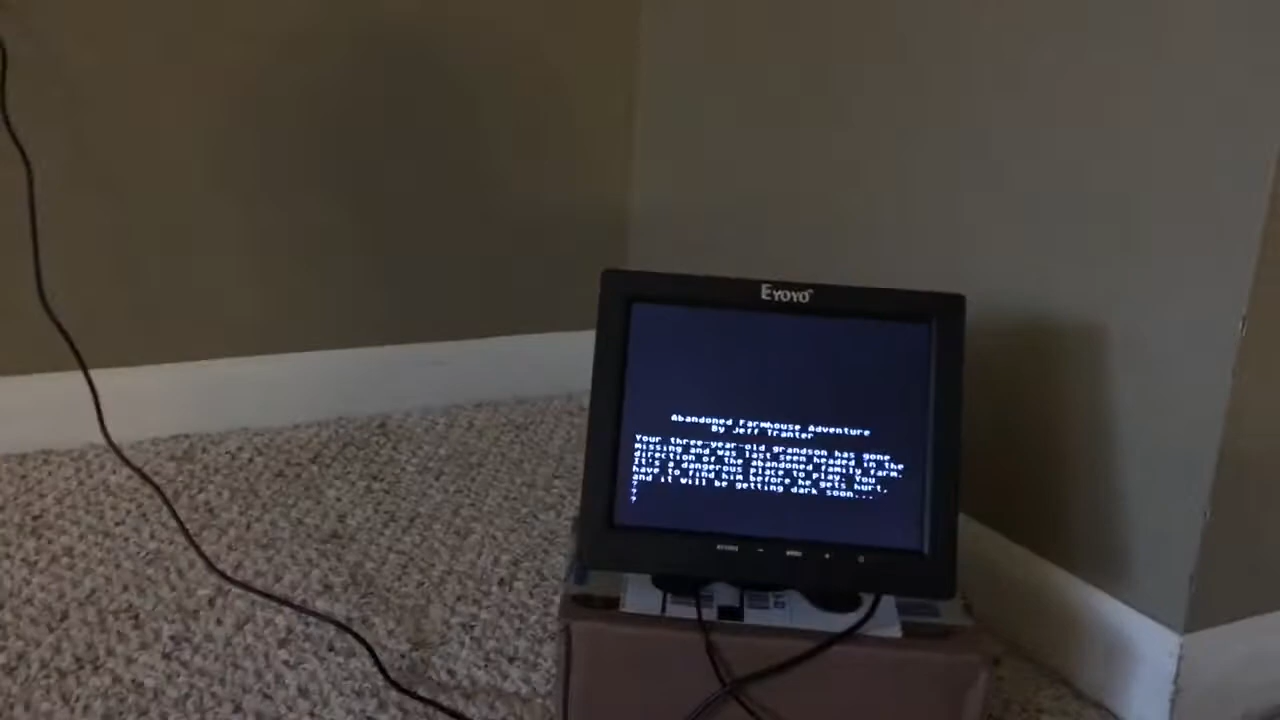 Eyoyo
Abandoned Farmhouse Adventure
By Jeff Tranter
Your three-year-old grandson has gone
missing and was last seen headed in the
direction of the abandoned family farm.
It's a dangerous place to play. You
have to find him before he gets hurt,
and it will be getting dark soon...
?
?